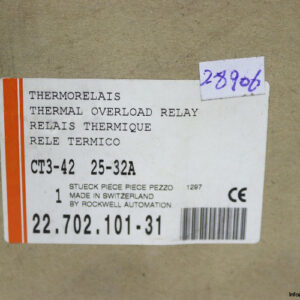 28906
THERMORELAIS
THERMAL OVERLOAD RELAY
RELAIS THERMIQUE
RELE TERMICO
CT3-42 25-32A
1 STUECK PIECE PIECE PEZZO 1297
MADE IN SWITZERLAND
BY ROCKWELL AUTOMATION
CE
22.702.101-31